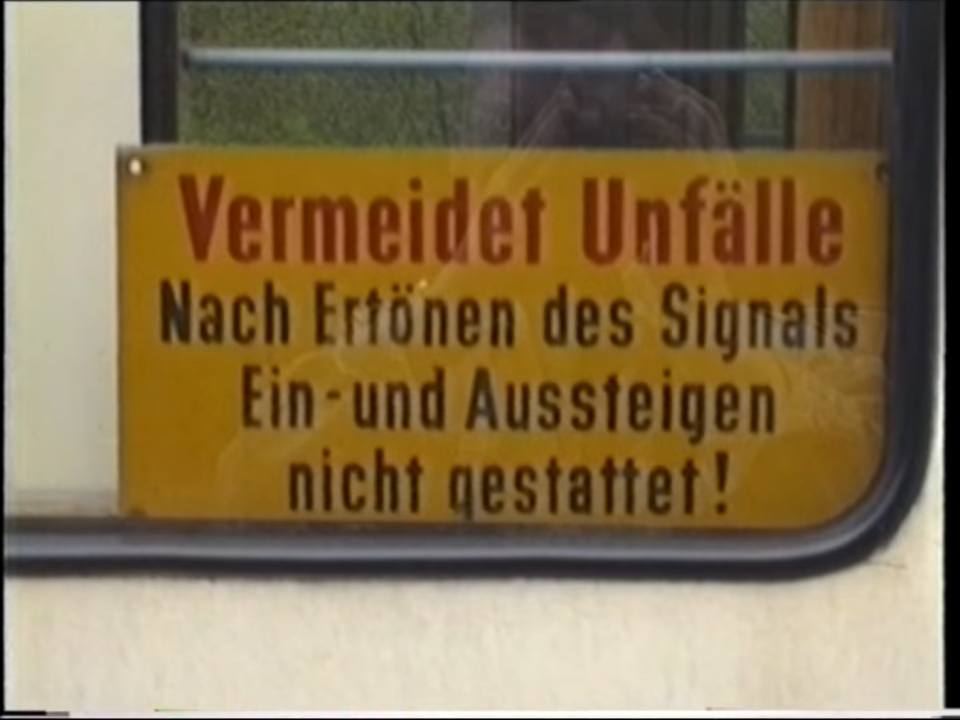 Vermeidet Unfälle
Nach Ertönen des Signals
Ein-und Aussteigen
nicht gestattet!